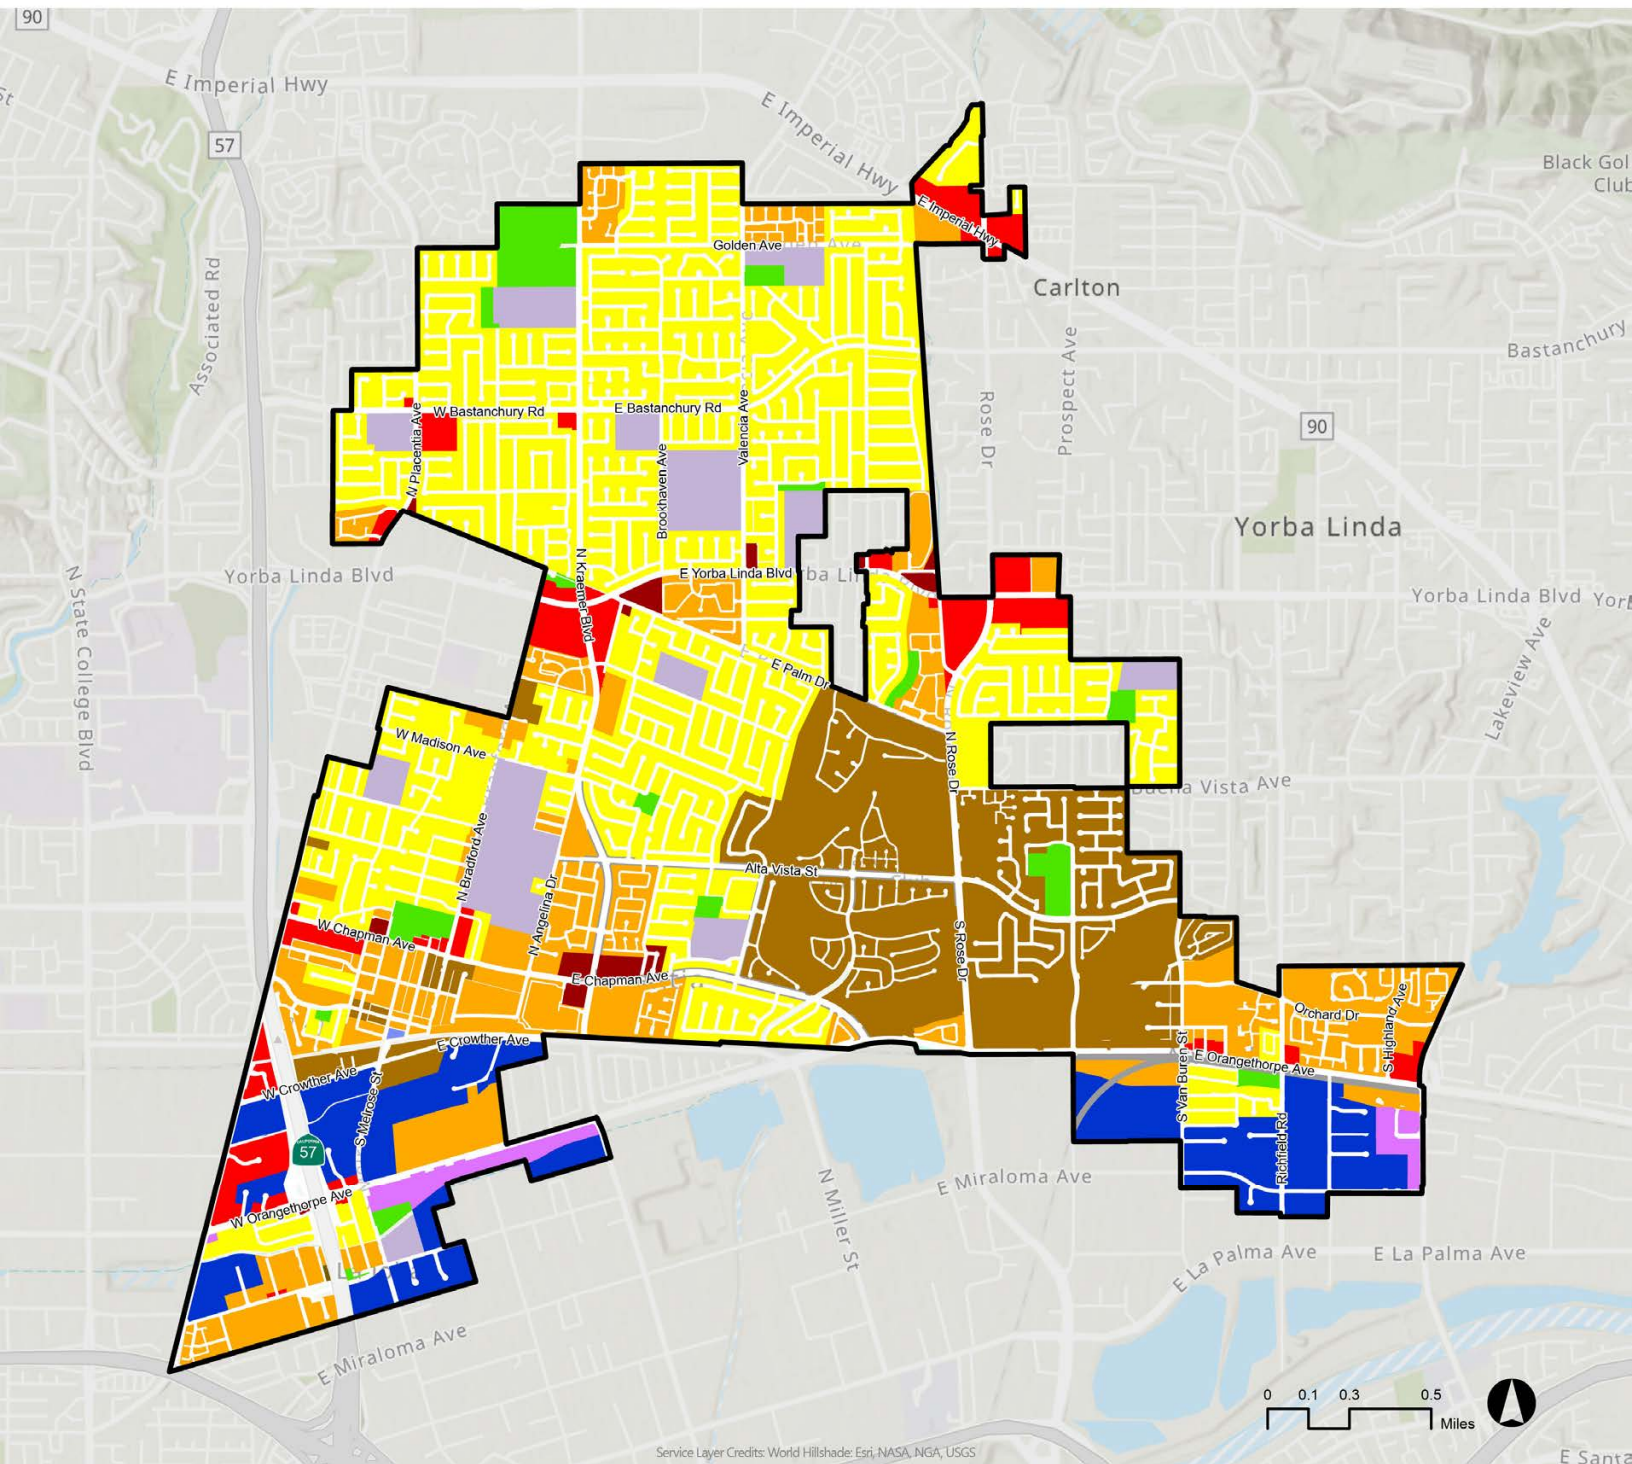 90
E Imperial Hwy
57
E Imperial Hwy
Black Gol
Club
E Imperial Hwy
Golden Ave
Carlton
Associated Rd
Prospect Ave
Bastanchury
Rose Dr
W Bastanchury Rd
E Bastanchury Rd
N Placentia Ave
Valencia Ave
90
Brookhaven Ave
Yorba Linda
N State College Blvd
Yorba Linda Blvd
N Kraemer Blvd
E Yorba Linda Blvd
Yorba Linda Blvd
Lakeview Ave
E Palm Dr
W Madison Ave
N Rose Dr
Buena Vista Ave
N Bradford Ave
Alta Vista St
N Angelina Dr
W Chapman Ave
S Rose Dr
E Chapman Ave
Orchard Dr
S Highland Ave
E Crowther Ave
S Van Buren St
E Orangethorpe Ave
W Crowther Ave
S Melrose St
CALIFORNIA
57
Richfield Rd
N Miller St
E Miraloma Ave
W Orangethorpe Ave
E La Palma Ave
E La Palma Ave
E Miraloma Ave
0 0.1 0.3 0.5
Miles
Service Layer Credits: World Hillshade: Esri, NASA, NGA, USGS
E Santa